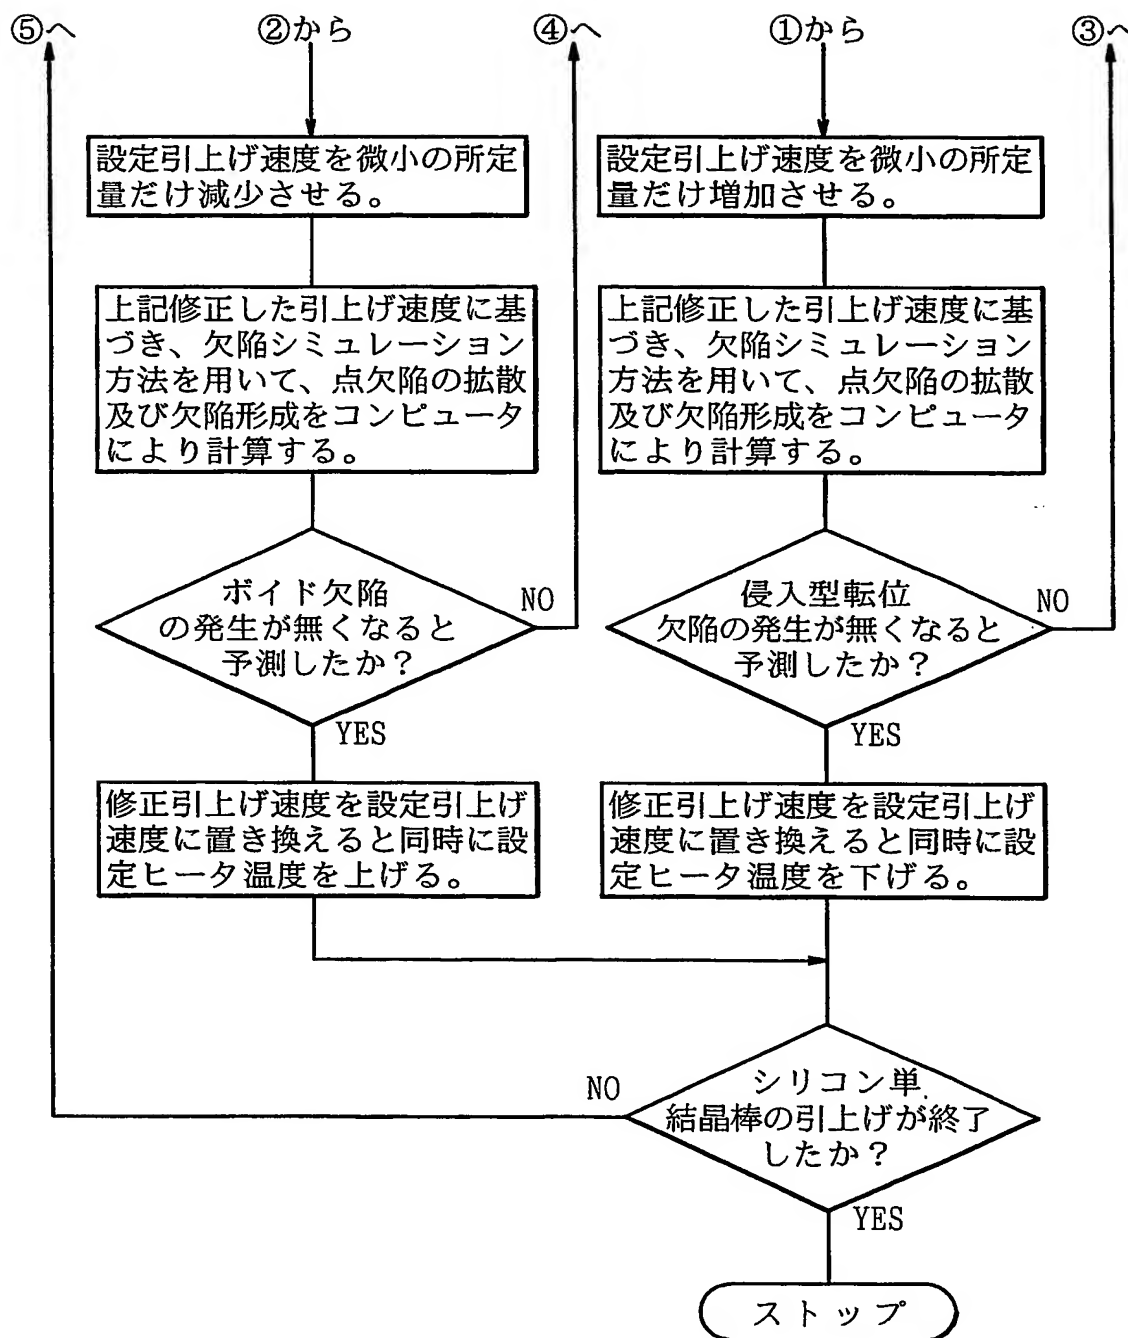 ⑤へ
②から
④へ
①から
③へ
設定引上げ速度を微小の所定
量だけ減少させる。
設定引上げ速度を微小の所定
量だけ増加させる。
上記修正した引上げ速度に基
づき、欠陥シミュレーション
方法を用いて、点欠陥の拡散
及び欠陥形成をコンピュータ
により計算する。
上記修正した引上げ速度に基
づき、欠陥シミュレーション
方法を用いて、点欠陥の拡散
及び欠陥形成をコンピュータ
により計算する。
ボイド欠陥
の発生が無くなると
予測したか？
NO
YES
侵入型転位
欠陥の発生が無くなると
予測したか？
NO
YES
修正引上げ速度を設定引上げ
速度に置き換えると同時に設
定ヒータ温度を上げる。
修正引上げ速度を設定引上げ
速度に置き換えると同時に設
定ヒータ温度を下げる。
シリコン単
結晶棒の引上げが終了
したか？
NO
YES
ストップ